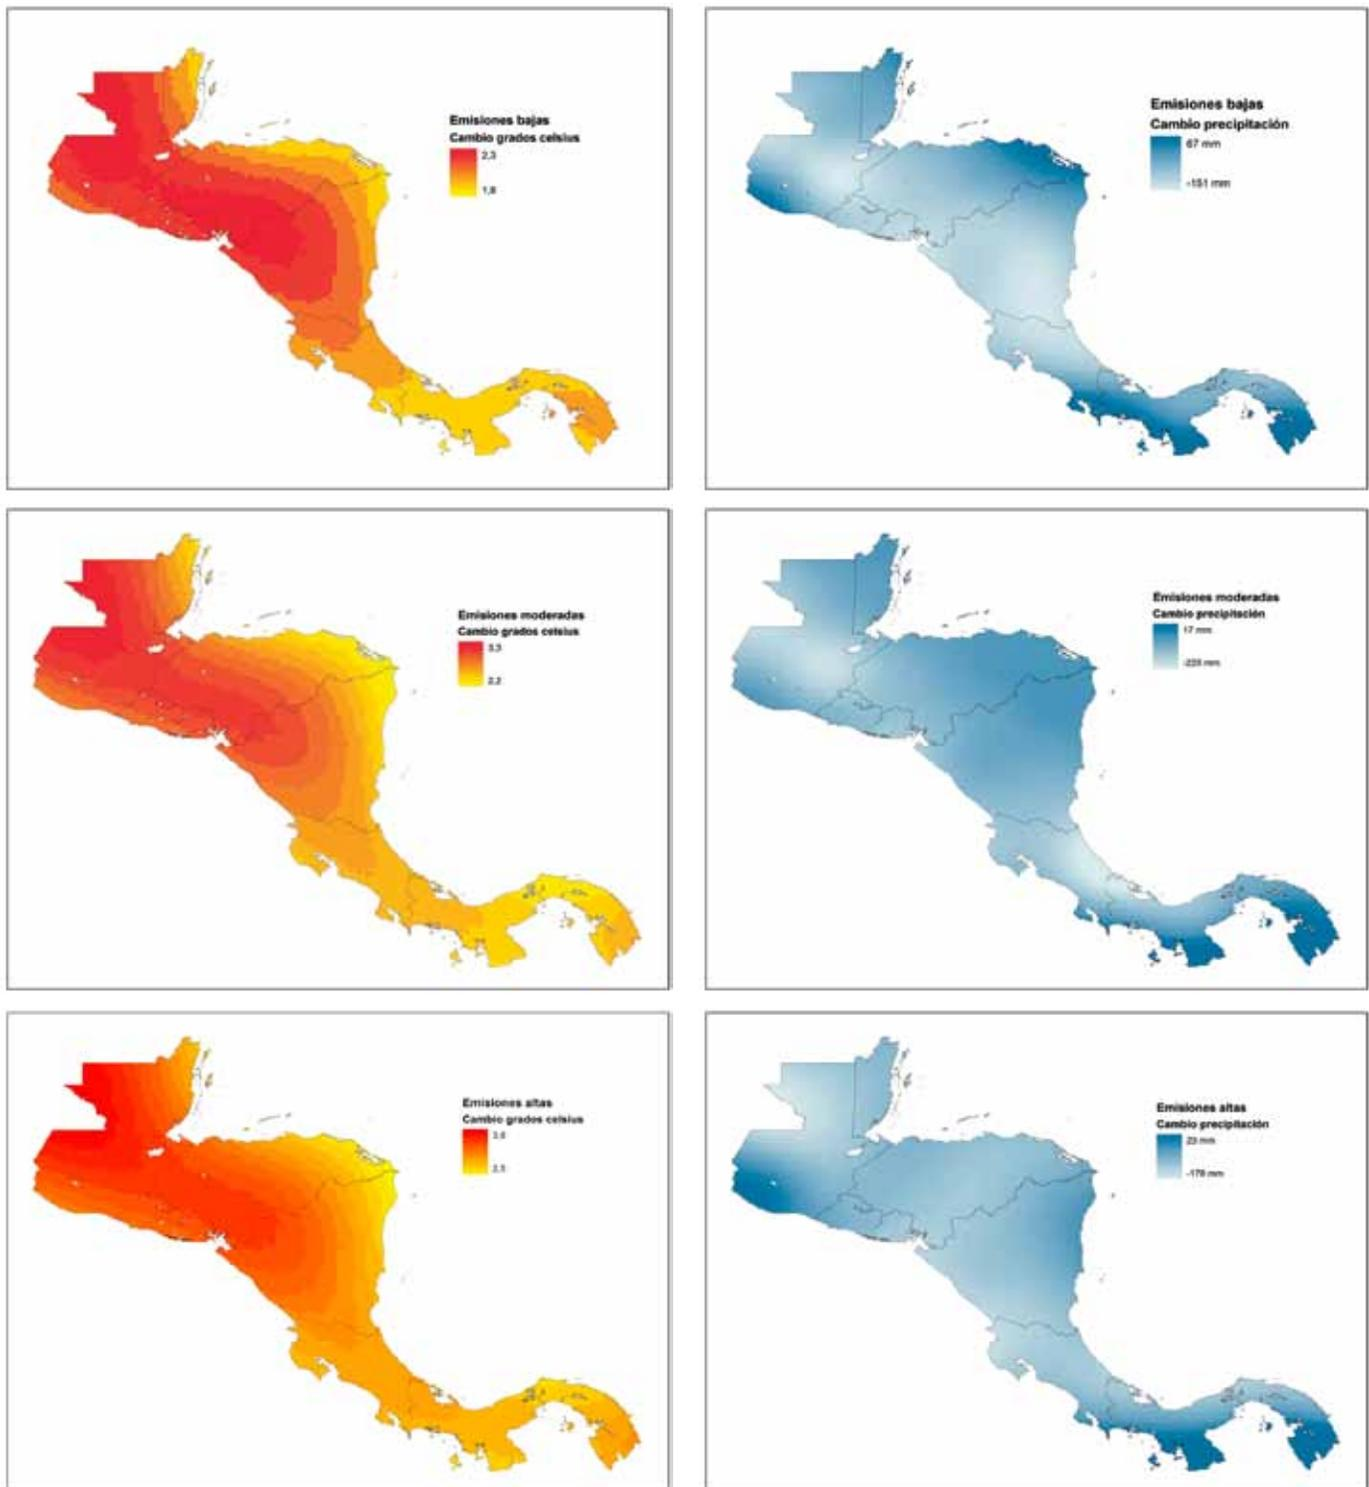 Emisiones bajas
Cambio grados celsius
2,3
1,8
Emisiones bajas
Cambio precipitación
67 mm
-151 mm
Emisiones moderadas
Cambio grados celsius
3,3
2,2
Emisiones moderadas
Cambio precipitación
17 mm
Emisiones altas
Cambio grados celsius
Emisiones altas
Cambio precipitación
23 mm